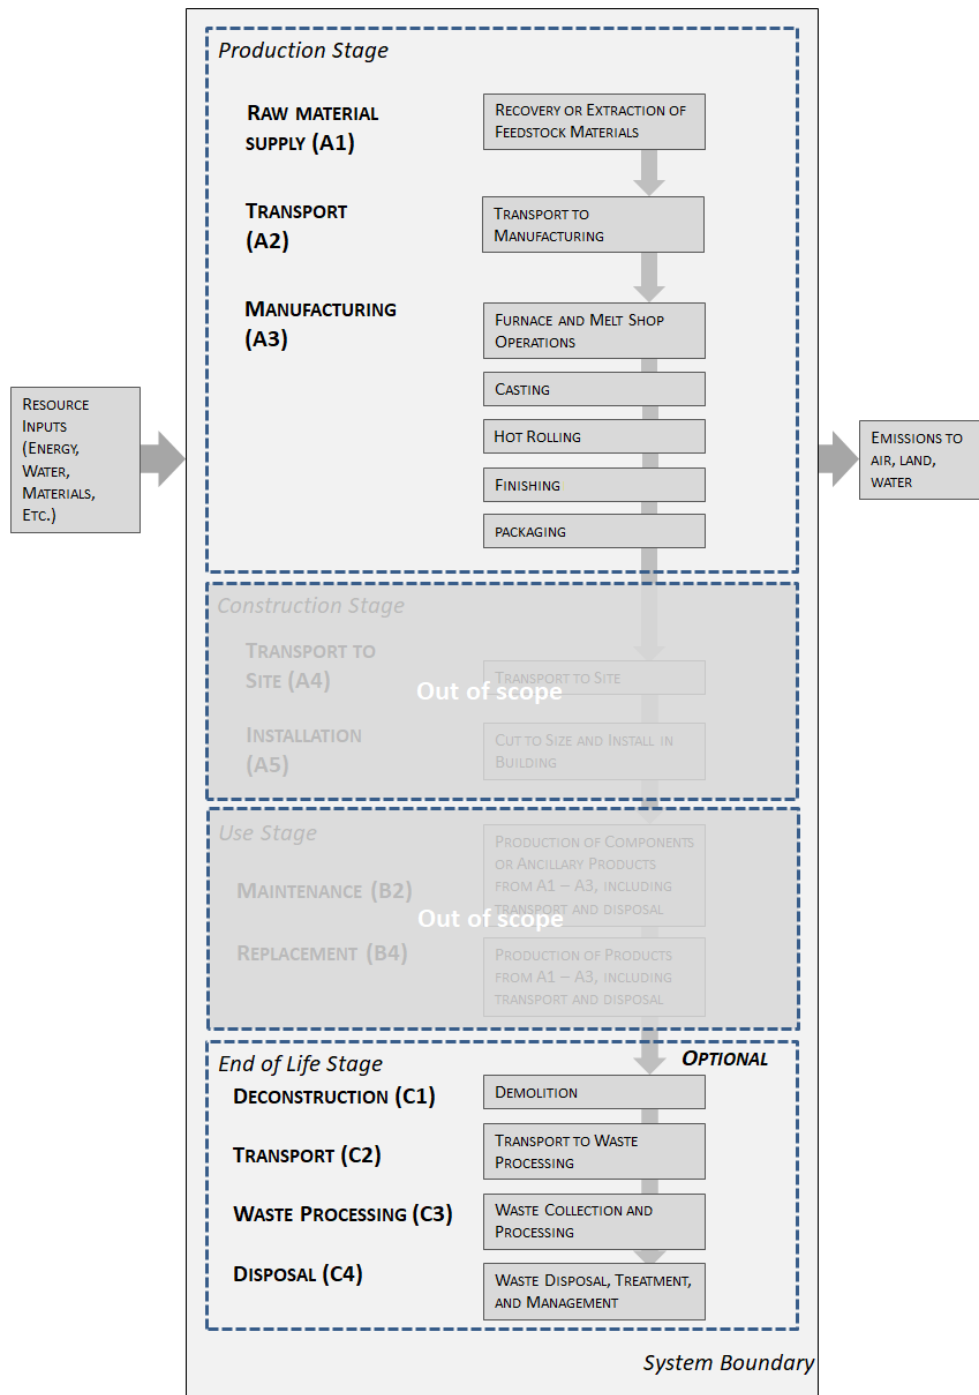 Production Stage
Raw material
supply (A1)
Recovery or Extraction of
Feedstock Materials
Transport
(A2)
Transport to
Manufacturing
Manufacturing
(A3)
Furnace and Melt Shop
Operations
Casting
Hot Rolling
Finishing
packaging
Resource
Inputs
(Energy,
Water,
Materials,
Etc.)
Emissions to
air, land,
water
Construction Stage
Transport to
Site (A4)
Transport to Site
Out of scope
Installation
(A5)
Cut to Size and Install in
Building
Use Stage
Maintenance (B2)
Production of Components
or Ancillary Products
from A1 – A3, including
transport and disposal
Out of scope
Replacement (B4)
Production of Products
from A1 – A3, including
transport and disposal
End of Life Stage
Optional
Deconstruction (C1)
Demolition
Transport (C2)
Transport to Waste
Processing
Waste Processing (C3)
Waste Collection and
Processing
Disposal (C4)
Waste Disposal, Treatment,
and Management
System Boundary